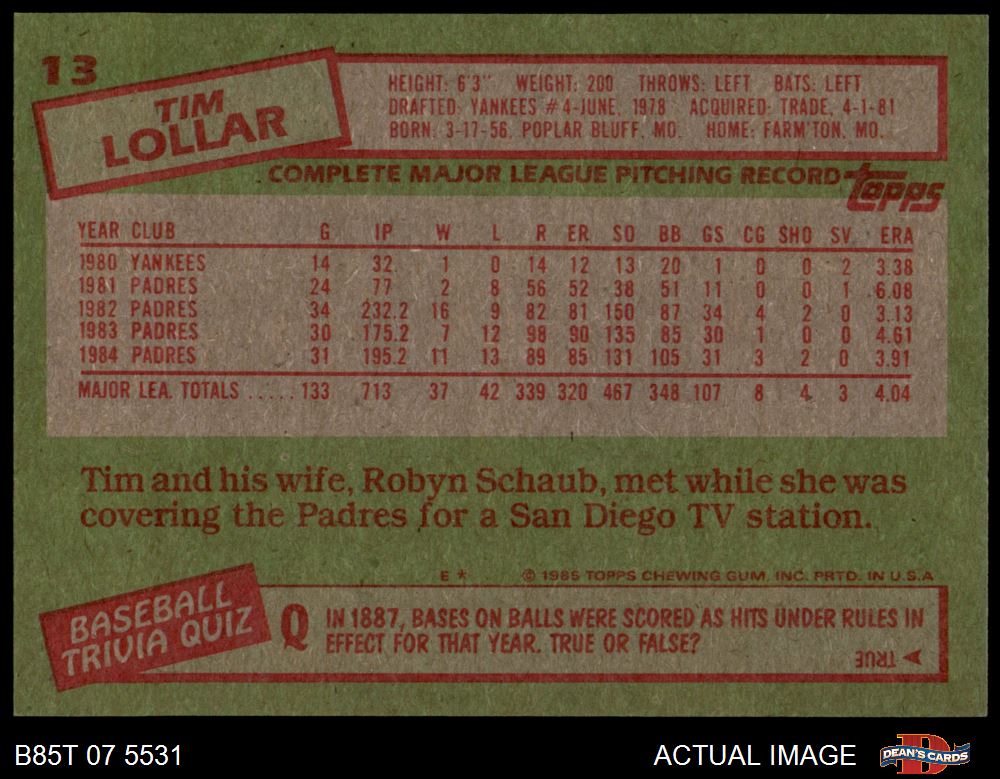 13
TIM
LOLLAR
HEIGHT: 6'3" WEIGHT: 200 THROWS: LEFT BATS: LEFT
DRAFTED: YANKEES #4-JUNE, 1978 ACQUIRED: TRADE, 4-1-81
BORN: 3-17-56, POPLAR BLUFF, MO. HOME: FARM'TON, MO.
COMPLETE MAJOR LEAGUE PITCHING RECORD topps
YEAR CLUB G IP W L R ER SO BB GS CG SHO SV ERA
1980 YANKEES 14 32 1 0 14 12 13 20 1 0 0 2 3.38
1981 PADRES 24 77 2 8 56 52 38 51 11 0 0 1 6.08
1982 PADRES 34 232.2 16 9 82 81 150 87 34 4 2 0 3.13
1983 PADRES 30 175.2 7 12 98 90 135 85 30 1 0 0 4.61
1984 PADRES 31 195.2 11 13 89 85 131 105 31 3 2 0 3.91
MAJOR LEA. TOTALS ..... 133 713 37 42 339 320 467 348 107 8 4 3 4.04
Tim and his wife, Robyn Schaub, met while she was
covering the Padres for a San Diego TV station.
E * © 1985 TOPPS CHEWING GUM, INC. PRTD. IN U.S.A
BASEBALL
TRIVIA QUIZ
Q IN 1887, BASES ON BALLS WERE SCORED AS HITS UNDER RULES IN
EFFECT FOR THAT YEAR. TRUE OR FALSE?
TRUE
B85T 07 5531 ACTUAL IMAGE DEAN'S CARDS